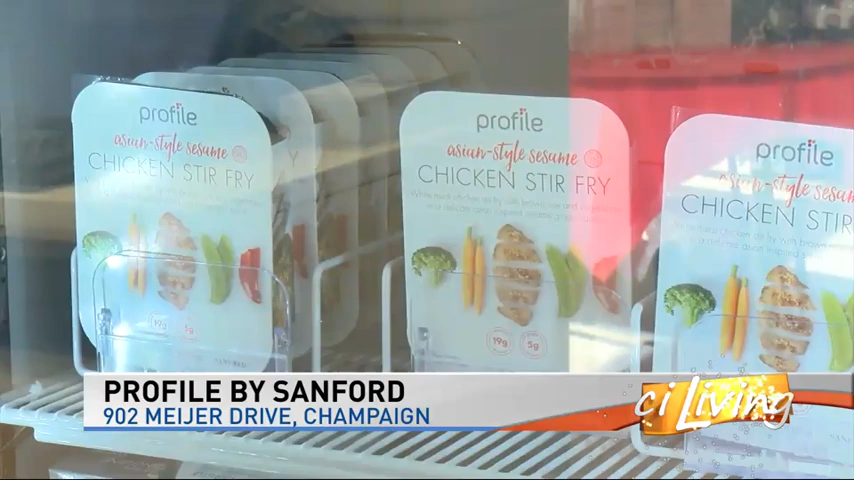 profile
asian-style sesame
CHICKEN STIR FRY
19g
5g
profile
asian-style sesame
CHICKEN STIR FRY
19g
5g
profile
asian-style sesam
CHICKEN STIR
PROFILE BY SANFORD
902 MEIJER DRIVE, CHAMPAIGN
ci Living